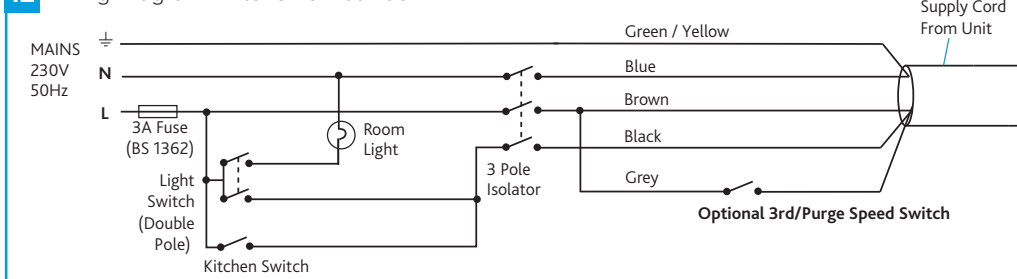 Supply Cord
From Unit
MAINS
230V
50Hz
N
L
Green / Yellow
Blue
Brown
Black
Grey
3A Fuse
(BS 1362)
Room
Light
Light
Switch
(Double
Pole)
3 Pole
Isolator
Optional 3rd/Purge Speed Switch
Kitchen Switch